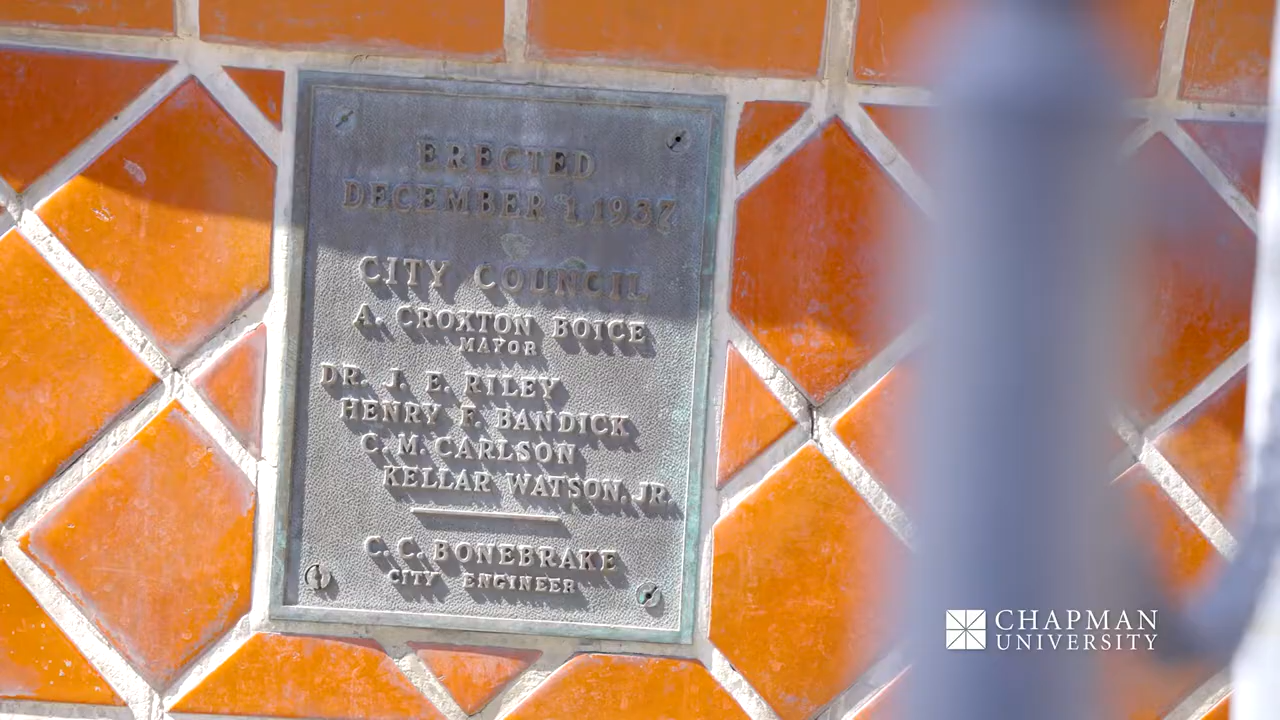 ERECTED
DECEMBER 1, 1937
CITY COUNCIL
A. CROXTON BOICE
MAYOR
DR. J. E. RILEY
HENRY F. BANDICK
C. M. CARLSON
KELLAR WATSON, JR.
C. C. BONEBRAKE
CITY ENGINEER
CHAPMAN
UNIVERSITY